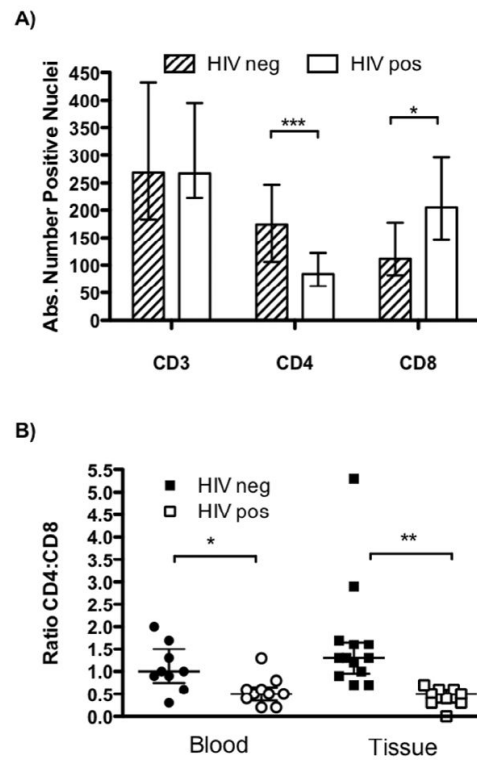 A)
HIV neg HIV pos
Abs. Number Positive Nuclei
450
400
350
300
250
200
150
100
50
0
*** *
CD3 CD4 CD8
B)
Ratio CD4:CD8
5.5
5.0
4.5
4.0
3.5
3.0
2.5
2.0
1.5
1.0
0.5
0.0
HIV neg
HIV pos
* **
Blood Tissue